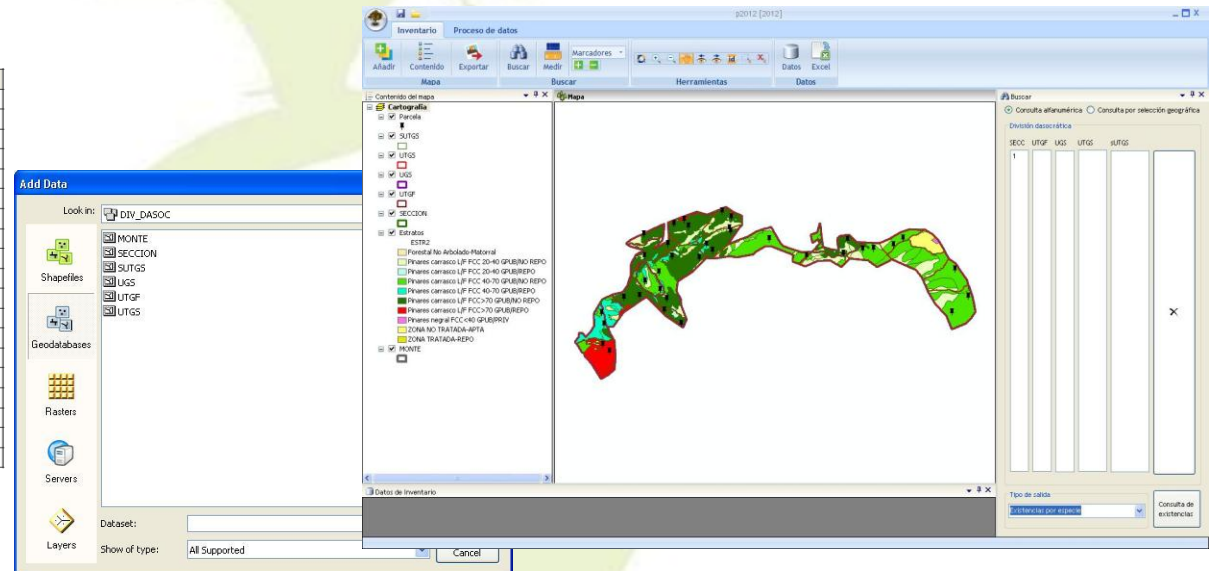 Add Data
Look in: DIV_DASOC
MONTE
SECCION
SUTGS
UGS
UTGF
UTGS
Shapefiles
Geodatabases
Rasters
Servers
Layers
Dataset:
Show of type: All Supported
Cancel
p2012 [2012]
Inventario Proceso de datos
Añadir Contenido Exportar Buscar Medir Marcadores Datos Excel
Mapa Buscar Herramientas Datos
Contenido del mapa
Cartografía
Parcela
SUTGS
UTGS
UGS
UTGF
SECCION
Estratos
ESTR2
Forestal No Arbolado-Matorral
Pinares carrasco L/F FCC 20-40 GPUB/NO REPO
Pinares carrasco L/F FCC 20-40 GPUB/REPO
Pinares carrasco L/F FCC 40-70 GPUB/NO REPO
Pinares carrasco L/F FCC 40-70 GPUB/REPO
Pinares carrasco L/F FCC>70 GPUB/NO REPO
Pinares carrasco L/F FCC>70 GPUB/REPO
Pinares negral FCC<40 GPUB/PRIV
ZONA NO TRATADA-APTA
ZONA TRATADA-REPO
MONTE
Mapa
Buscar
Consulta alfanumérica Consulta por selección geográfica
División dasocrática
SECC UTGF UGS UTGS sUTGS
1
Tipo de salida
Existencias por especie
Consulta de existencias
Datos de Inventario